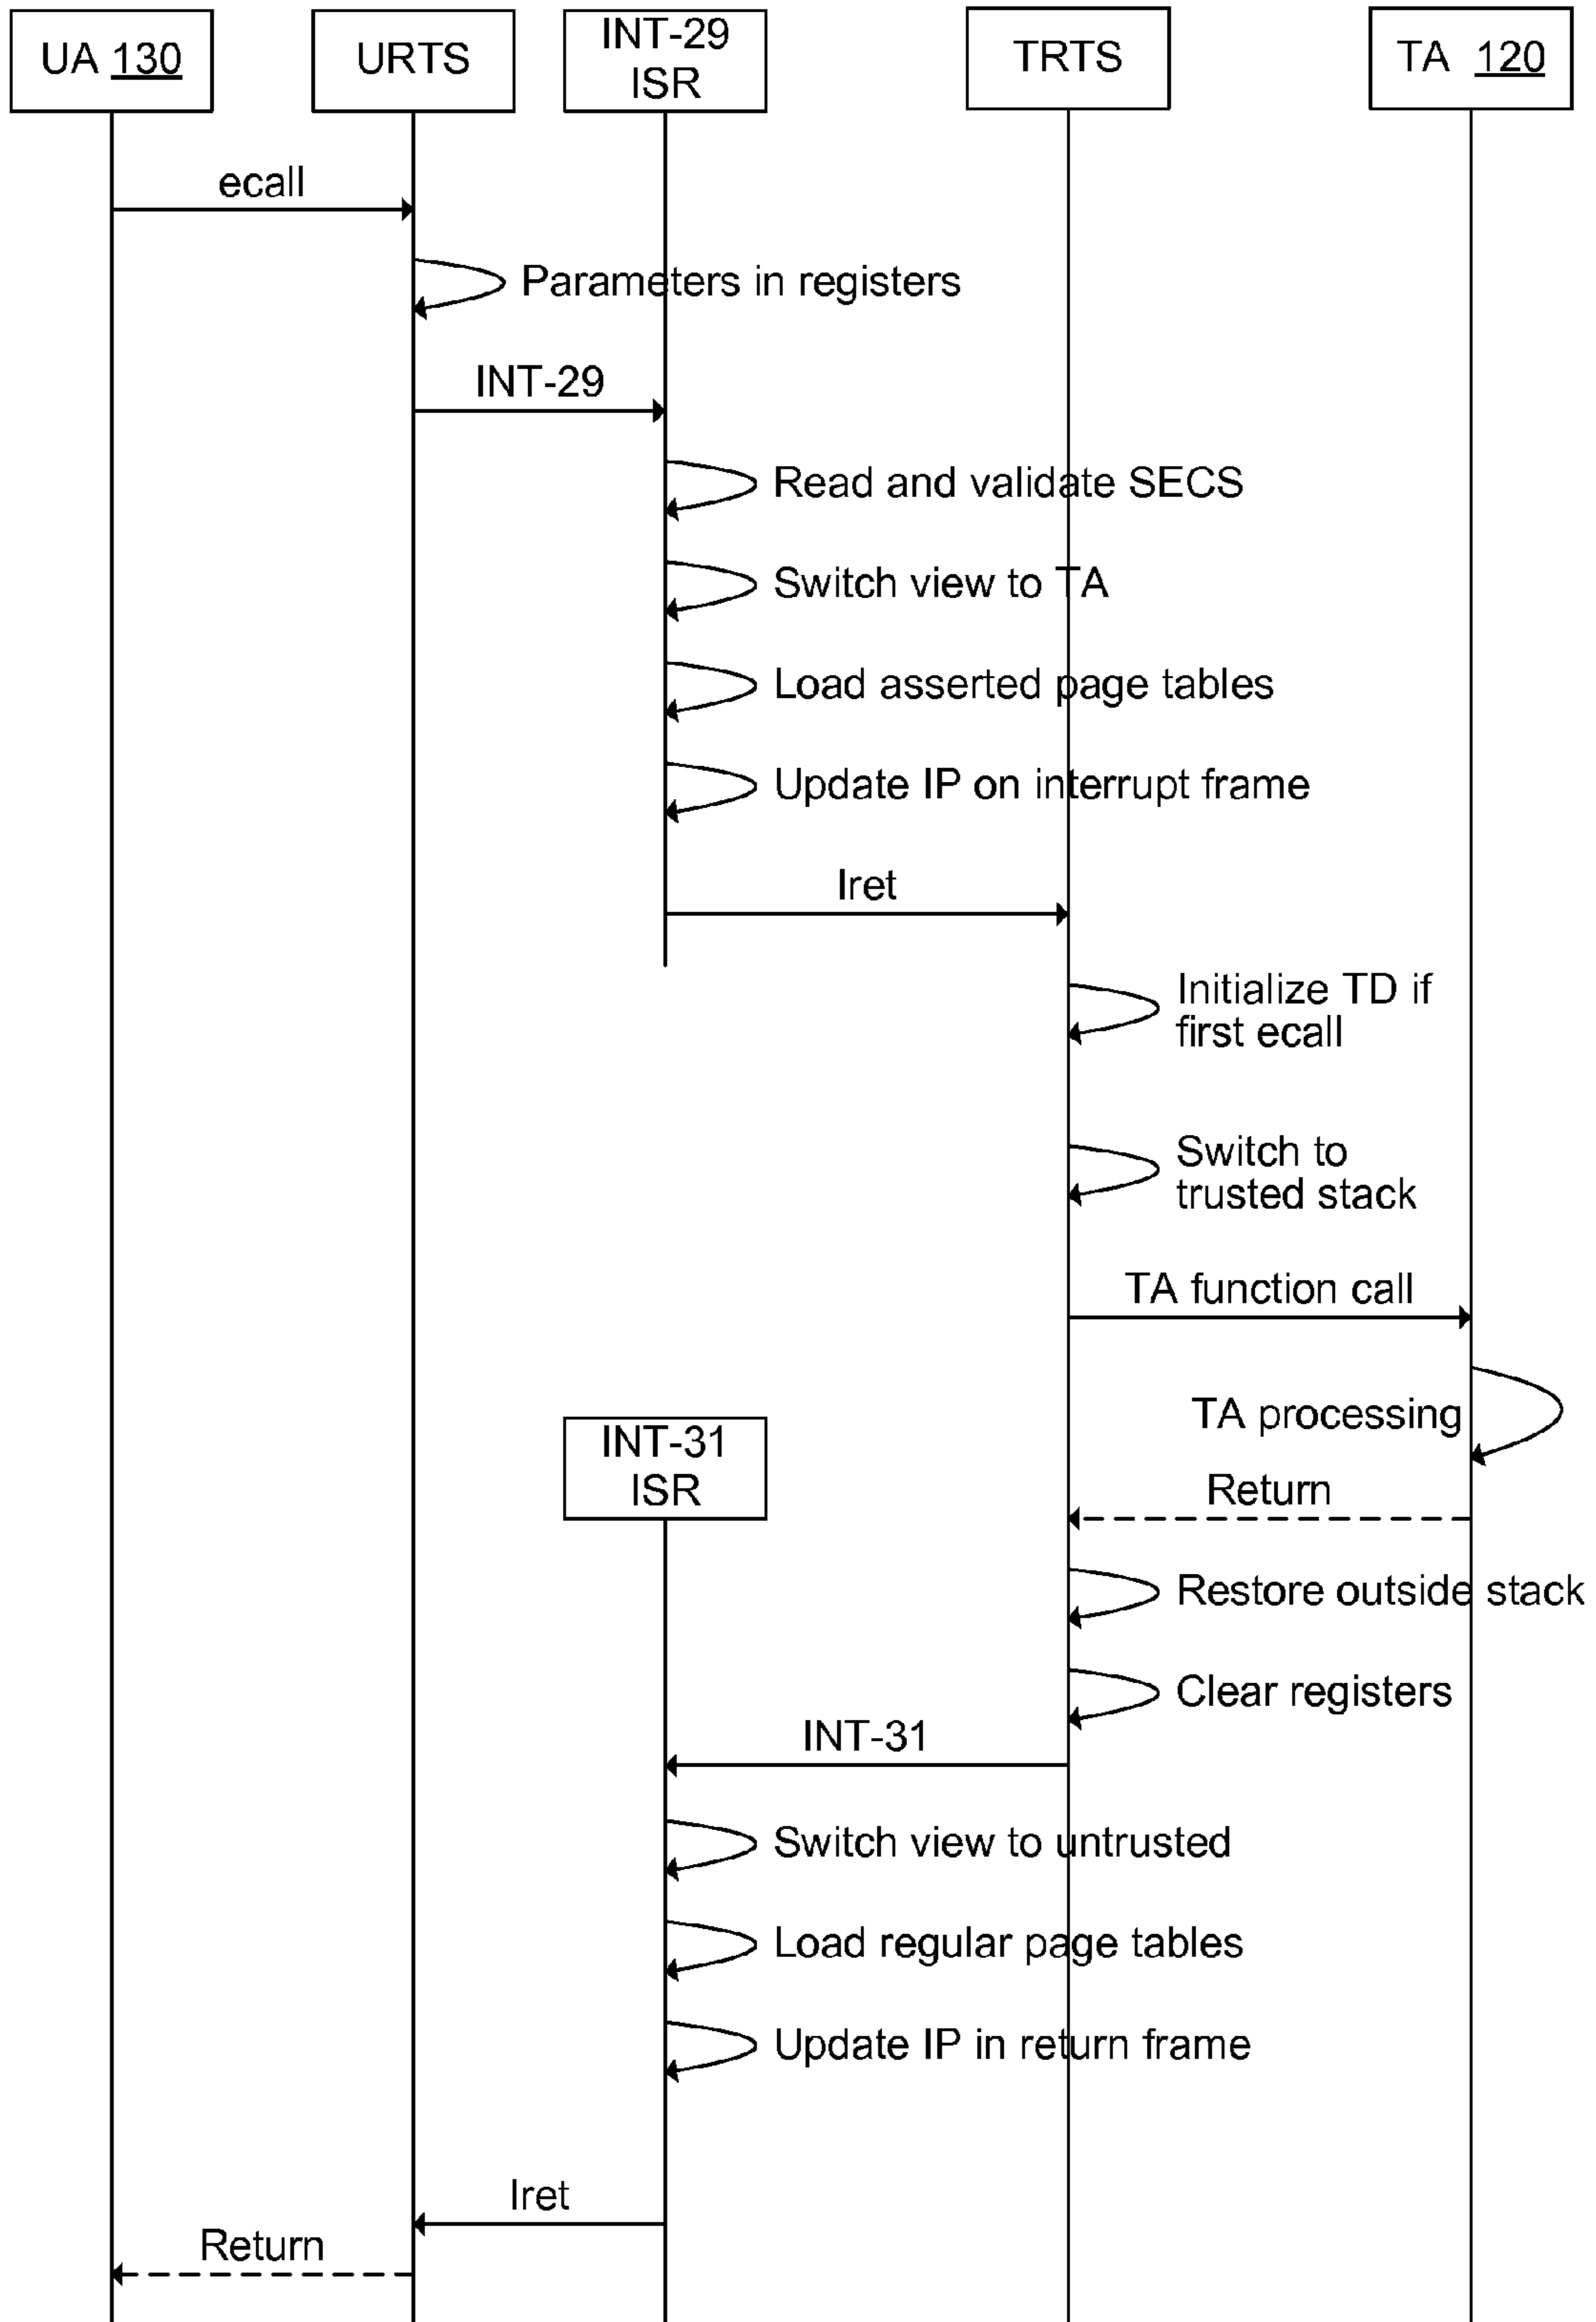 UA 130
URTS
INT-29
ISR
TRTS
TA 120
ecall
Parameters in registers
INT-29
Read and validate SECS
Switch view to TA
Load asserted page tables
Update IP on interrupt frame
Iret
Initialize TD if
first ecall
Switch to
trusted stack
TA function call
TA processing
INT-31
ISR
Return
Restore outside stack
Clear registers
INT-31
Switch view to untrusted
Load regular page tables
Update IP in return frame
Iret
Return